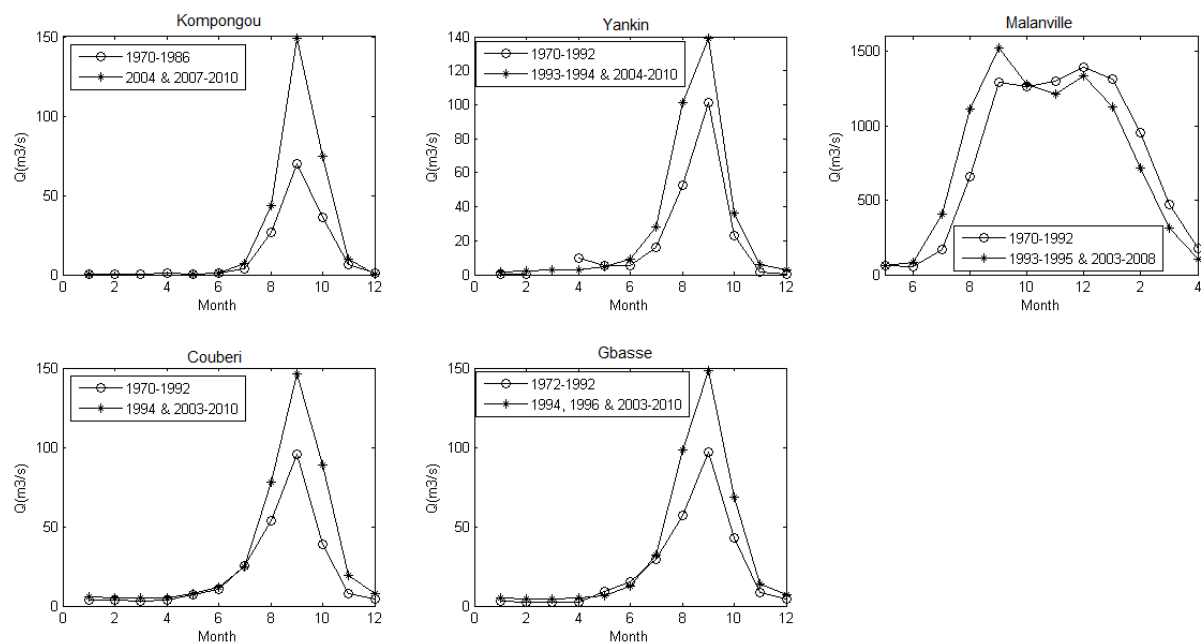 Kompongou
150
100
50
0
0 2 4 6 8 10 12
Q(m3/s)
Month
1970-1986
2004 & 2007-2010
Yankin
140
120
100
80
60
40
20
0
0 2 4 6 8 10 12
Q(m3/s)
Month
1970-1992
1993-1994 & 2004-2010
Malanville
1500
1000
500
0
6 8 10 12 2 4
Q(m3/s)
Month
1970-1992
1993-1995 & 2003-2008
Couberi
150
100
50
0
0 2 4 6 8 10 12
Q(m3/s)
Month
1970-1992
1994 & 2003-2010
Gbasse
150
100
50
0
0 2 4 6 8 10 12
Q(m3/s)
Month
1972-1992
1994, 1996 & 2003-2010